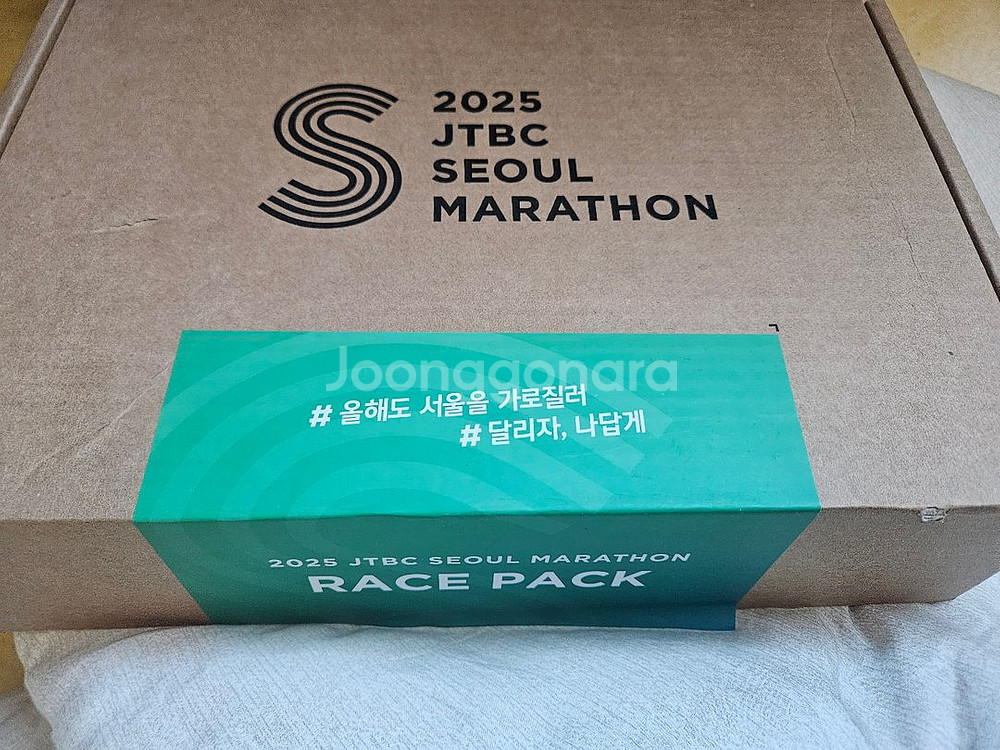 2025
JTBC
SEOUL
MARATHON
Joonggonara
# 올해도 서울을 가로질러
# 달리자, 나답게
2025 JTBC SEOUL MARATHON
RACE PACK